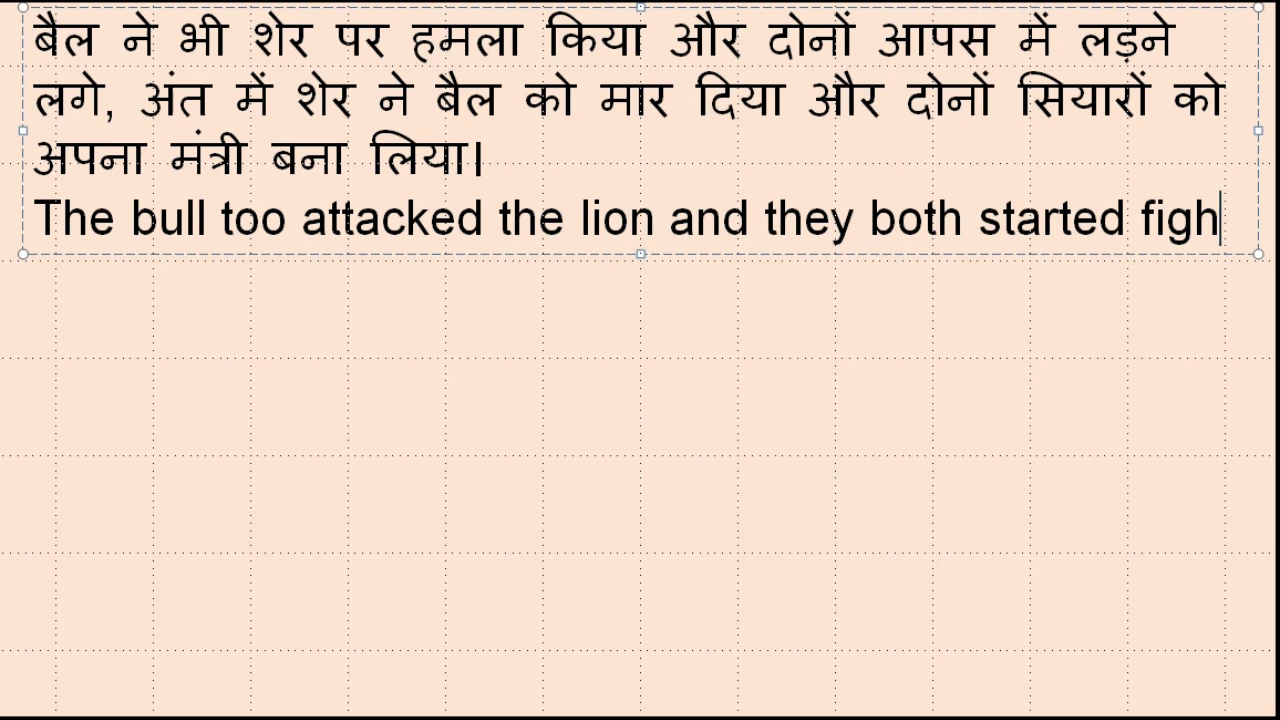 बैल ने भी शेर पर हमला किया और दोनों आपस में लड़ने
लगे, अंत में शेर ने बैल को मार दिया और दोनों सियारों को
अपना मंत्री बना लिया।
The bull too attacked the lion and they both started figh